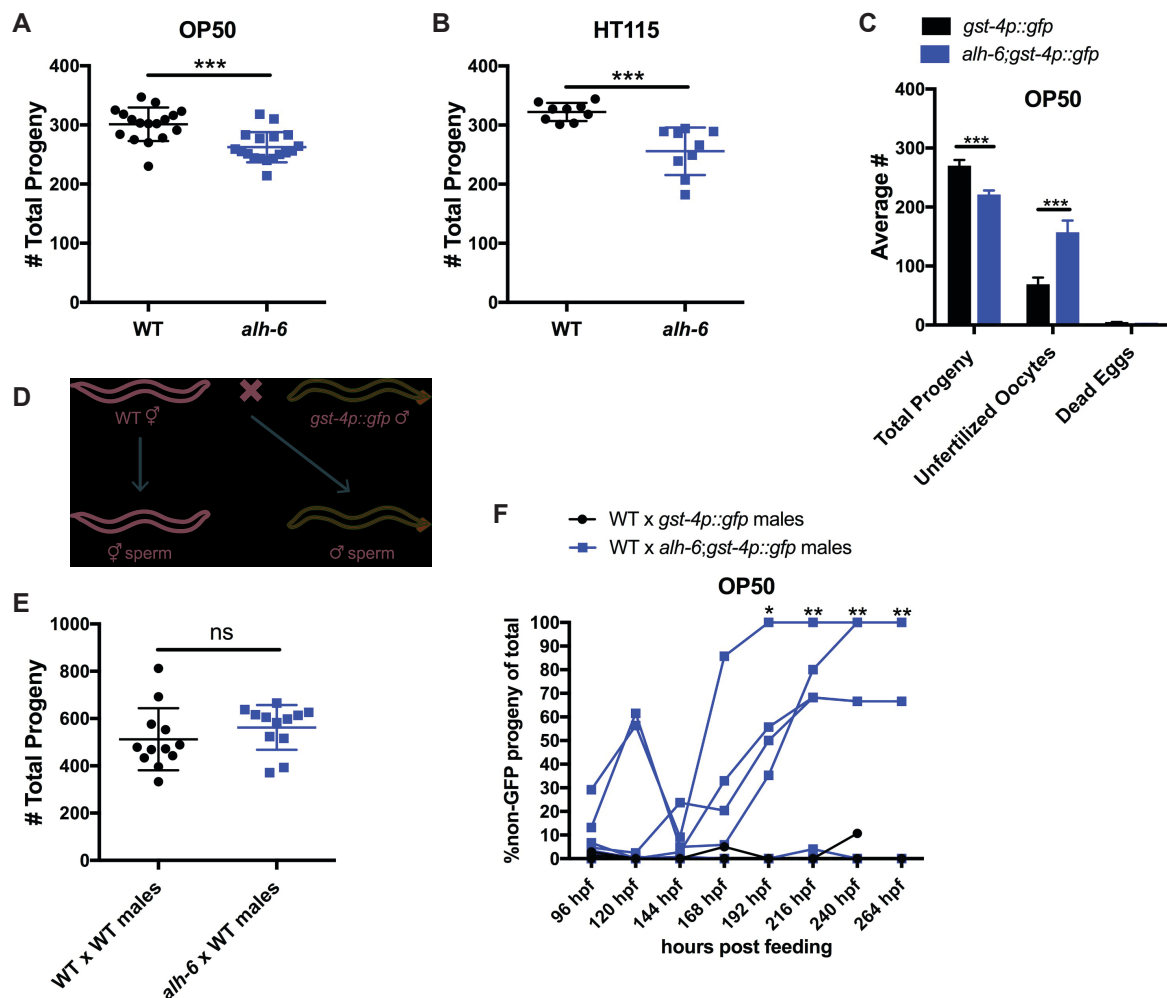 A
OP50
***
# Total Progeny
400
300
200
100
0
WT
alh-6
B
HT115
***
# Total Progeny
400
300
200
100
0
WT
alh-6
C
gst-4p::gfp
alh-6;gst-4p::gfp
OP50
Average #
400
300
200
100
0
***
***
Total Progeny
Unfertilized Oocytes
Dead Eggs
D
WT ⚥
gst-4p::gfp ♂
⚥ sperm
♂ sperm
E
ns
# Total Progeny
1000
800
600
400
200
0
WT x WT males
alh-6 x WT males
F
WT x gst-4p::gfp males
WT x alh-6;gst-4p::gfp males
OP50
* ** ** **
%non-GFP progeny of total
100
90
80
70
60
50
40
30
20
10
0
96 hpf
120 hpf
144 hpf
168 hpf
192 hpf
216 hpf
240 hpf
264 hpf
hours post feeding